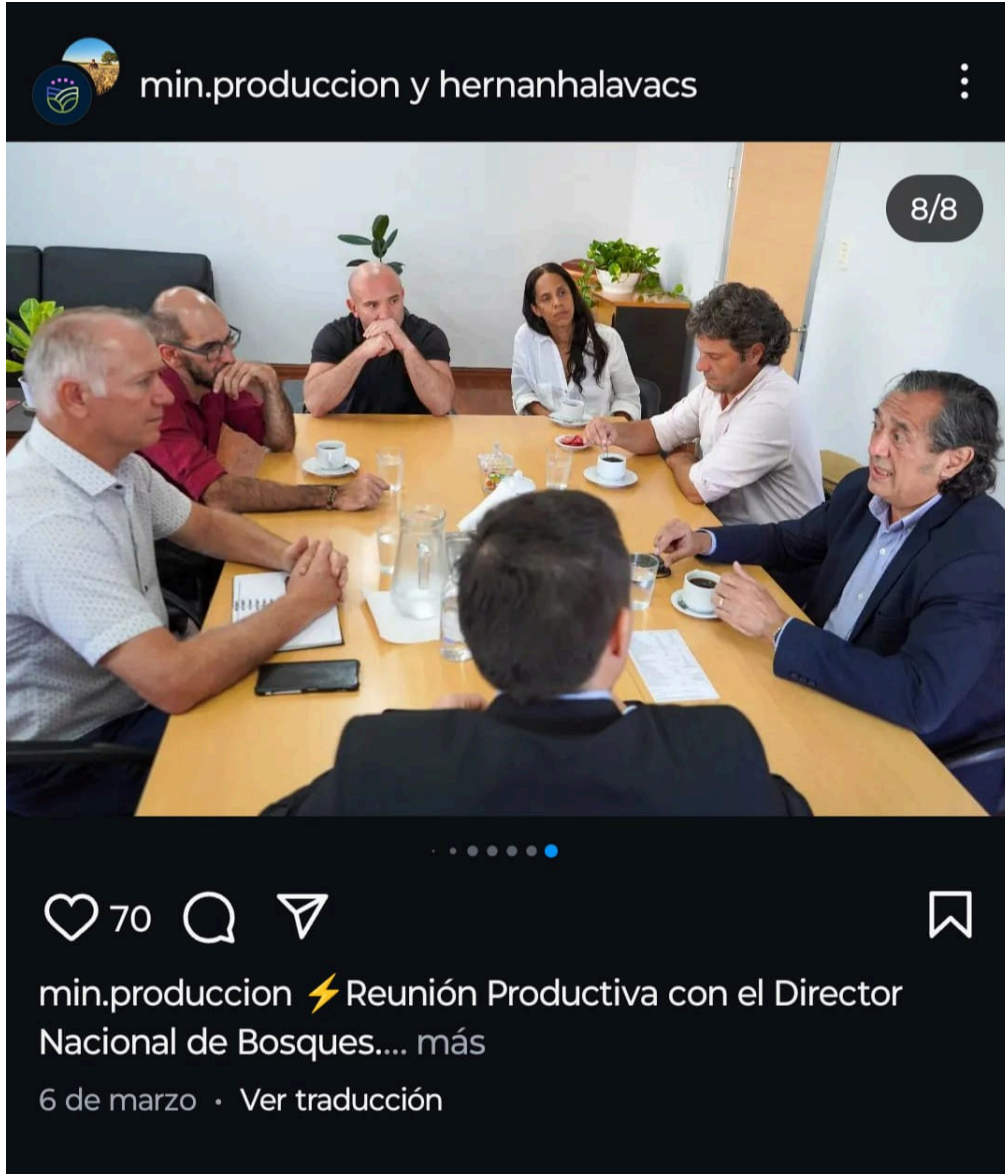 min.produccion y hernanhalavacs
8/8
70
min.produccion ⚡Reunión Productiva con el Director
Nacional de Bosques.... más
6 de marzo • Ver traducción